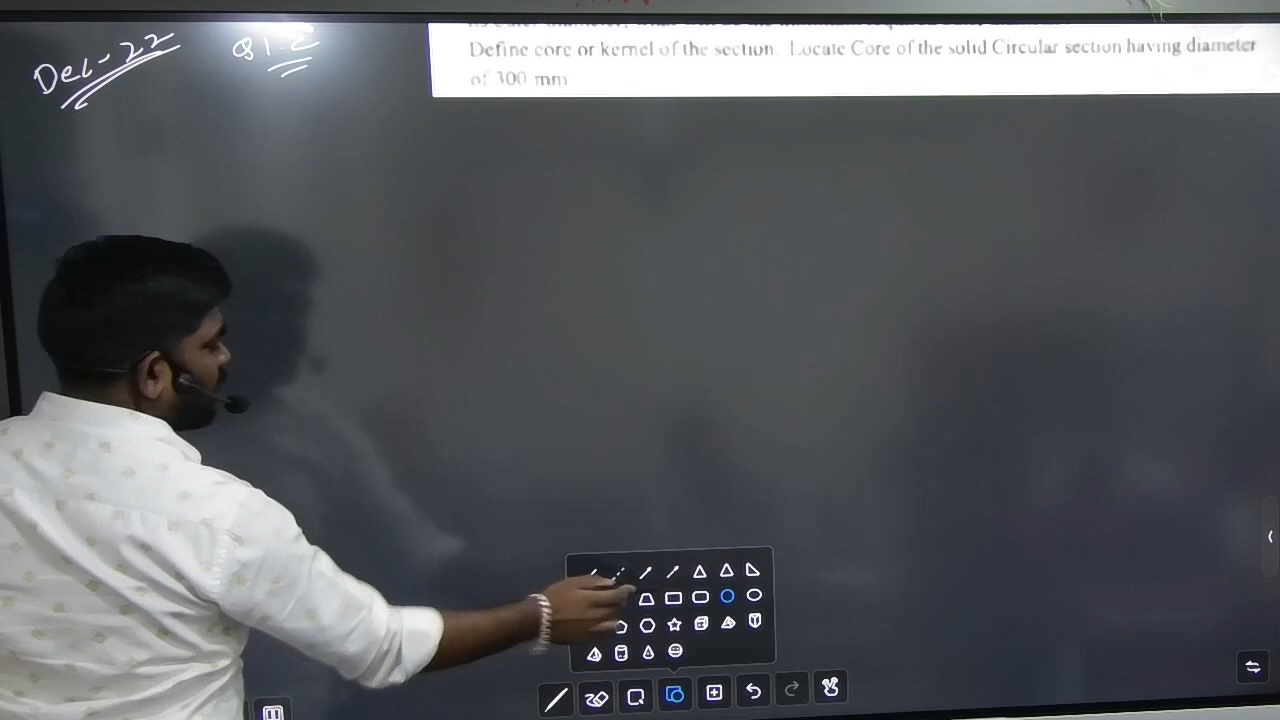 Dec-22
Q1.C
Define core or kernel of the section. Locate Core of the solid Circular section having diameter
of 300 mm